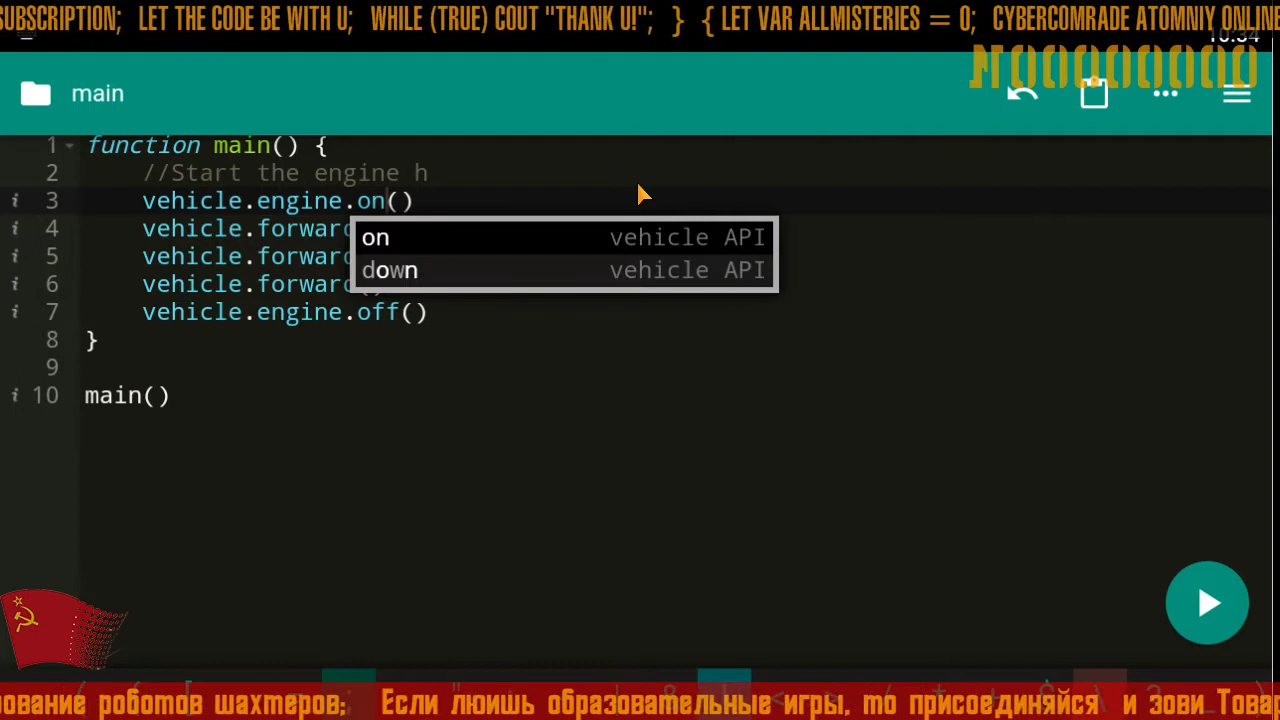 SUBSCRIPTION;   LET THE CODE BE WITH U;   WHILE (TRUE) COUT "THANK U!";   }   { LET VAR ALLMISTERIES = 0;   CYBERCOMRADE ATOMNIY ONLINE
10:34
main
1 function main() {
2 //Start the engine h
3 vehicle.engine.on()
on vehicle API
down vehicle API
4 vehicle.forward
5 vehicle.forward
6 vehicle.forward()
7 vehicle.engine.off()
8 }
9
10 main()
рование роботов шахтеров;   Если люишь образовательные игры, то присоединяйся  и зови Това